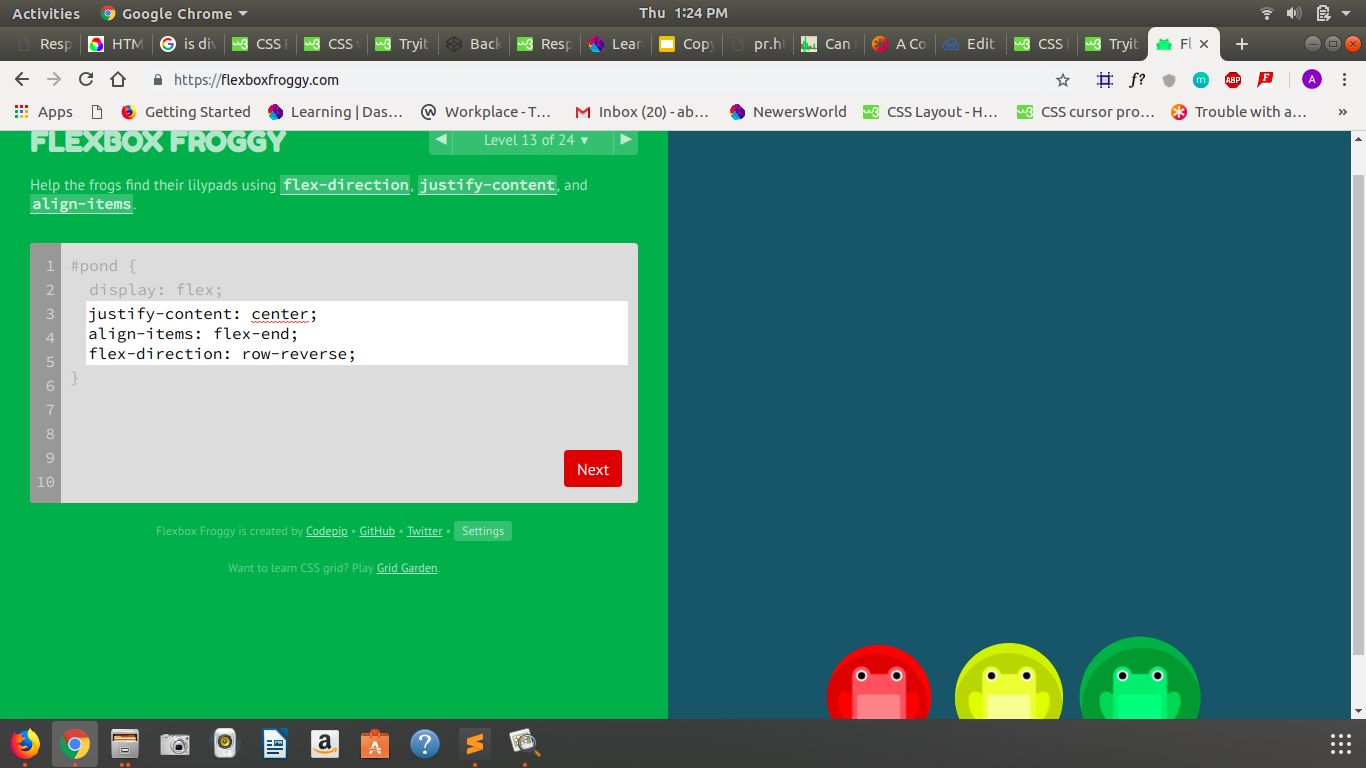 Activities Google Chrome ▾ Thu 1:24 PM
Resp HTM is div CSS CSS Tryit Back Resp Lear Copy pr.h Can A Co Edit CSS Tryit Fl
https://flexboxfroggy.com f? m ABP F A
Apps Getting Started Learning | Das… Workplace - T… Inbox (20) - ab… NewersWorld CSS Layout - H… CSS cursor pro… Trouble with a… »
FLEXBOX FROGGY
◀ Level 13 of 24 ▾ ▶
Help the frogs find their lilypads using flex-direction, justify-content, and
align-items.
1 #pond {
2 display: flex;
3 justify-content: center;
4 align-items: flex-end;
5 flex-direction: row-reverse;
6 }
7
8
9
10
Next
Flexbox Froggy is created by Codepip • GitHub • Twitter • Settings
Want to learn CSS grid? Play Grid Garden.